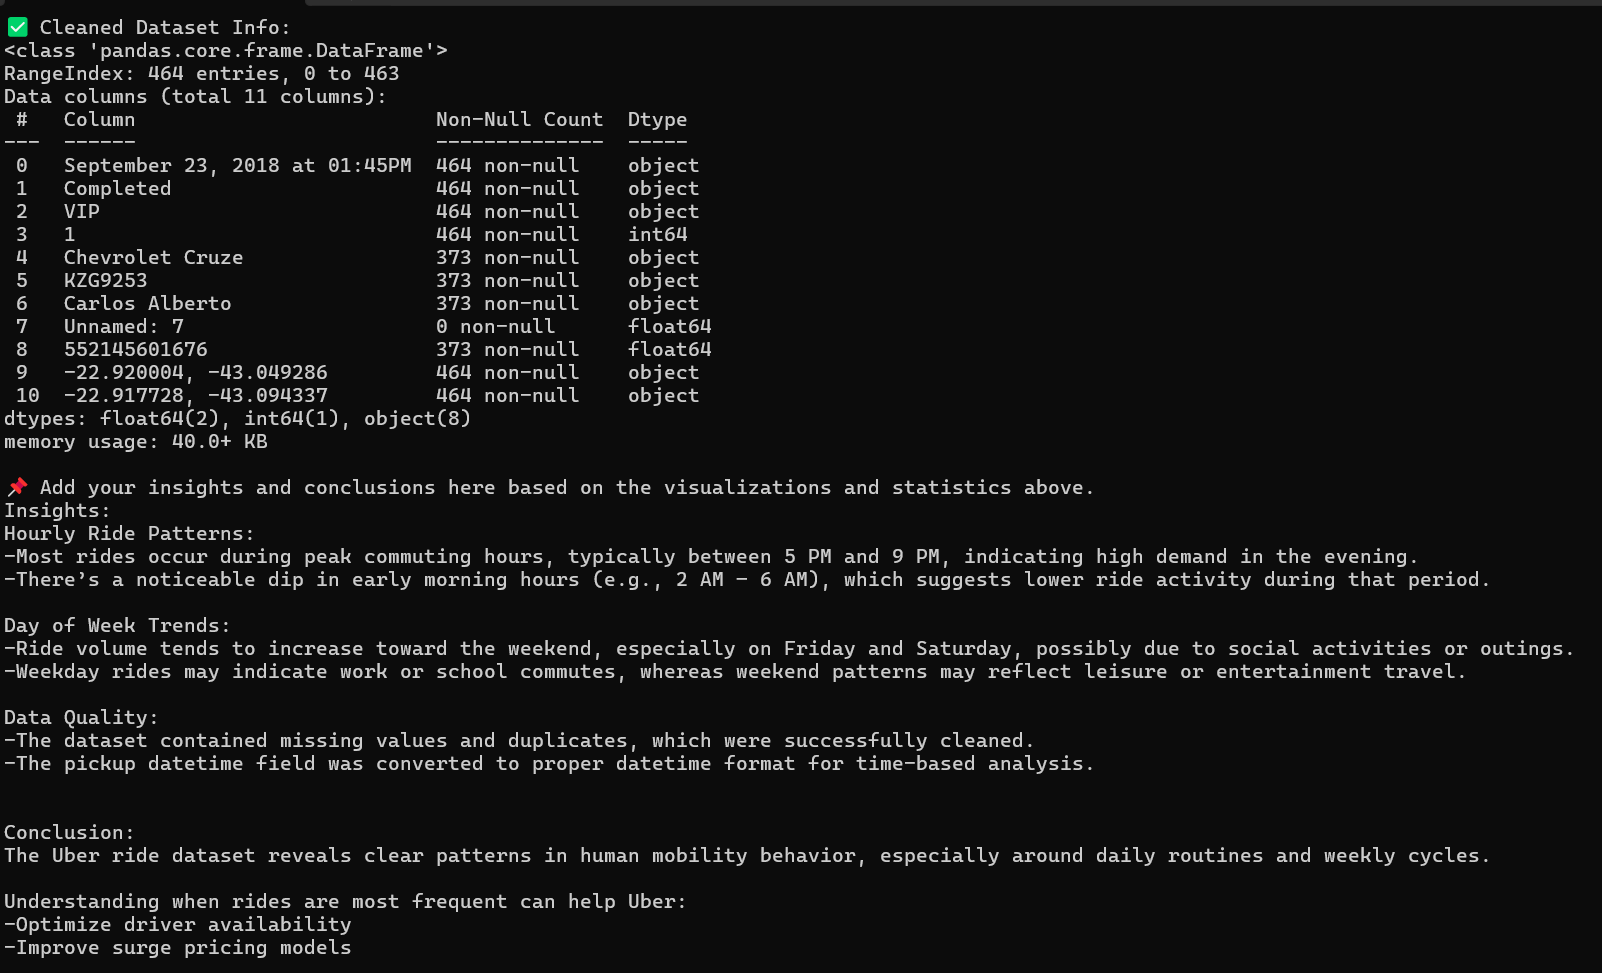 ✅ Cleaned Dataset Info:
<class 'pandas.core.frame.DataFrame'>
RangeIndex: 464 entries, 0 to 463
Data columns (total 11 columns):
 #   Column                         Non-Null Count  Dtype
---  ------                         --------------  -----
 0   September 23, 2018 at 01:45PM  464 non-null    object
 1   Completed                      464 non-null    object
 2   VIP                            464 non-null    object
 3   1                              464 non-null    int64
 4   Chevrolet Cruze                373 non-null    object
 5   KZG9253                        373 non-null    object
 6   Carlos Alberto                 373 non-null    object
 7   Unnamed: 7                     0 non-null      float64
 8   552145601676                   373 non-null    float64
 9   -22.920004, -43.049286         464 non-null    object
 10  -22.917728, -43.094337         464 non-null    object
dtypes: float64(2), int64(1), object(8)
memory usage: 40.0+ KB

📌 Add your insights and conclusions here based on the visualizations and statistics above.
Insights:
Hourly Ride Patterns:
-Most rides occur during peak commuting hours, typically between 5 PM and 9 PM, indicating high demand in the evening.
-There’s a noticeable dip in early morning hours (e.g., 2 AM – 6 AM), which suggests lower ride activity during that period.

Day of Week Trends:
-Ride volume tends to increase toward the weekend, especially on Friday and Saturday, possibly due to social activities or outings.
-Weekday rides may indicate work or school commutes, whereas weekend patterns may reflect leisure or entertainment travel.

Data Quality:
-The dataset contained missing values and duplicates, which were successfully cleaned.
-The pickup datetime field was converted to proper datetime format for time-based analysis.

Conclusion:
The Uber ride dataset reveals clear patterns in human mobility behavior, especially around daily routines and weekly cycles.

Understanding when rides are most frequent can help Uber:
-Optimize driver availability
-Improve surge pricing models